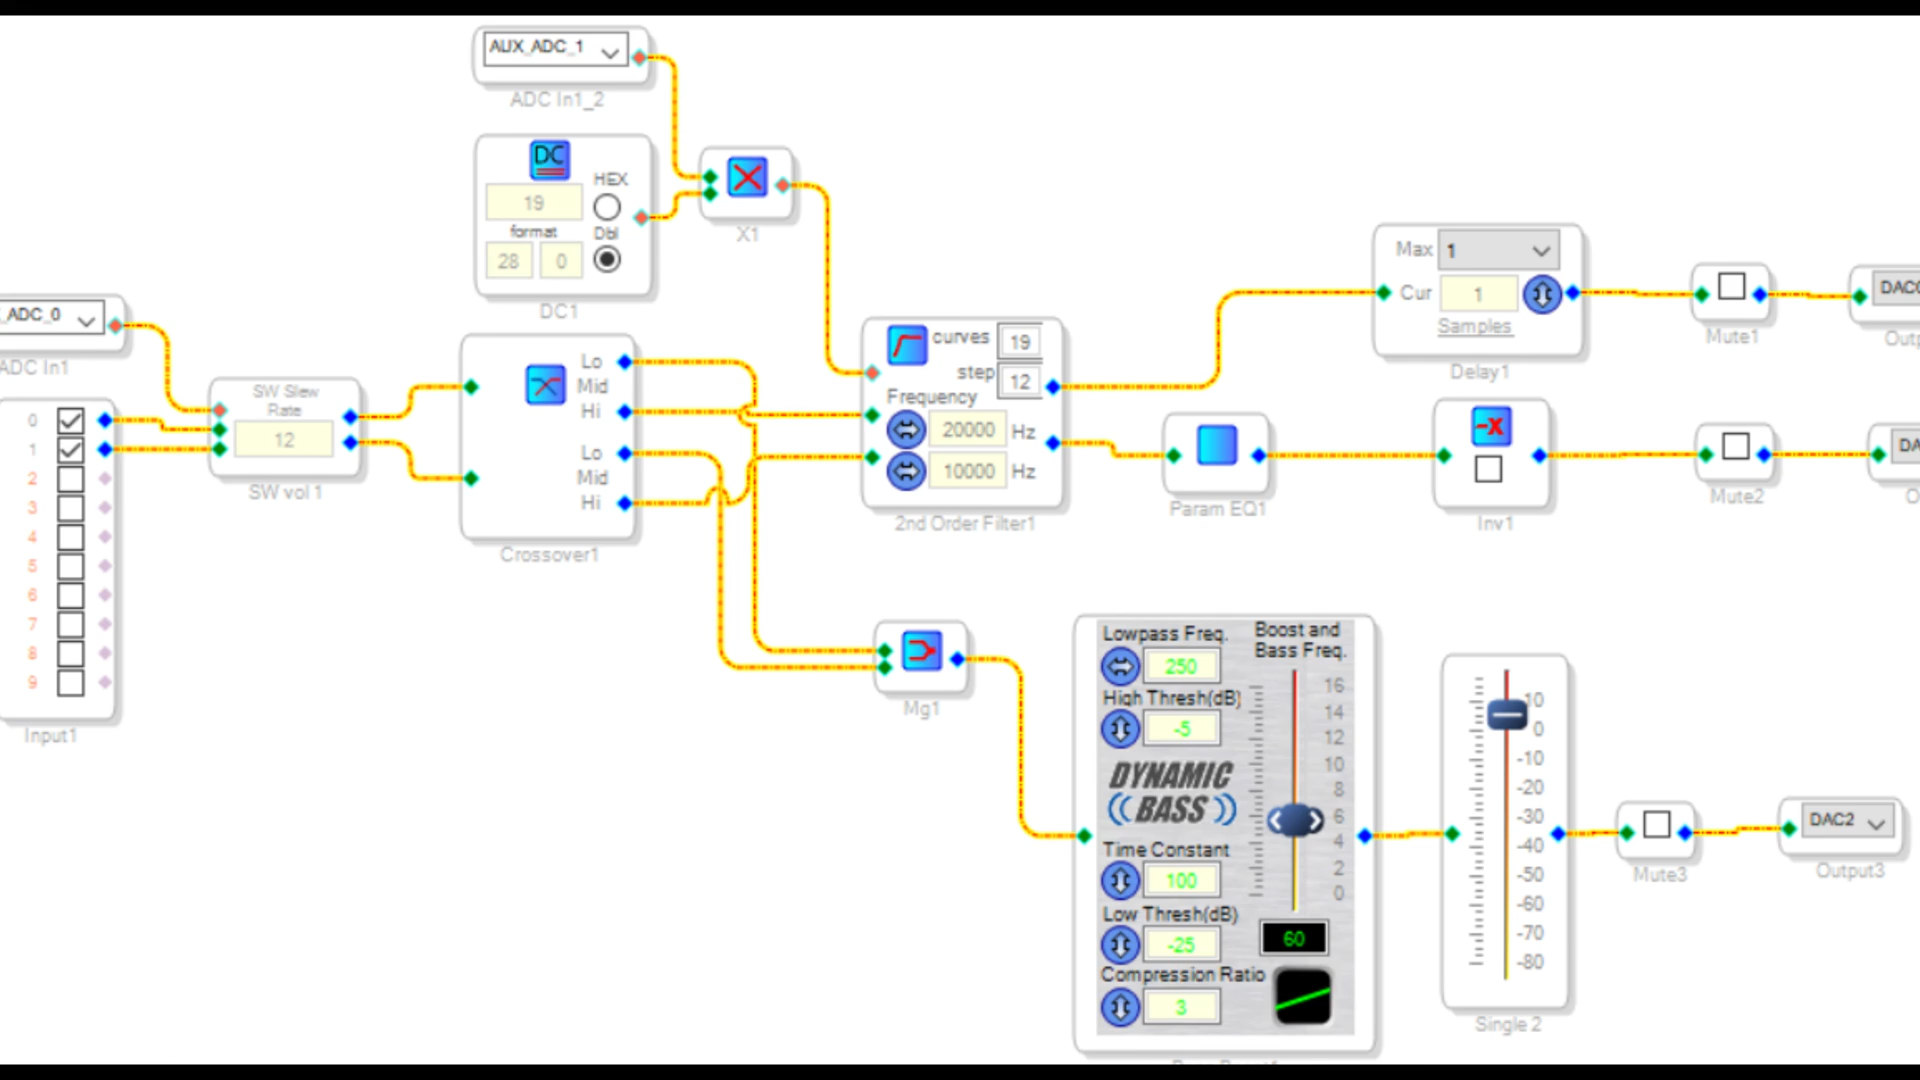 AUX_ADC_1
ADC In1_2
DC
HEX
19
format
Dbl
28
0
DC1
X1
_ADC_0
ADC In1
SW Slew
Rate
12
SW vol 1
0
1
2
3
4
5
6
7
8
9
Input1
Lo
Mid
Hi
Lo
Mid
Hi
Crossover1
curves
19
step
12
Frequency
20000 Hz
10000 Hz
2nd Order Filter1
Max 1
Cur 1
Samples
Delay1
Mute1
DAC0
Outp
Param EQ1
-X
Inv1
Mute2
DA
O
Mg1
Lowpass Freq.
250
High Thresh(dB)
-5
DYNAMIC
BASS
Time Constant
100
Low Thresh(dB)
-25
Compression Ratio
3
Boost and
Bass Freq.
16
14
12
10
8
6
4
2
0
60
10
0
-10
-20
-30
-40
-50
-60
-70
-80
Single 2
Mute3
DAC2
Output3